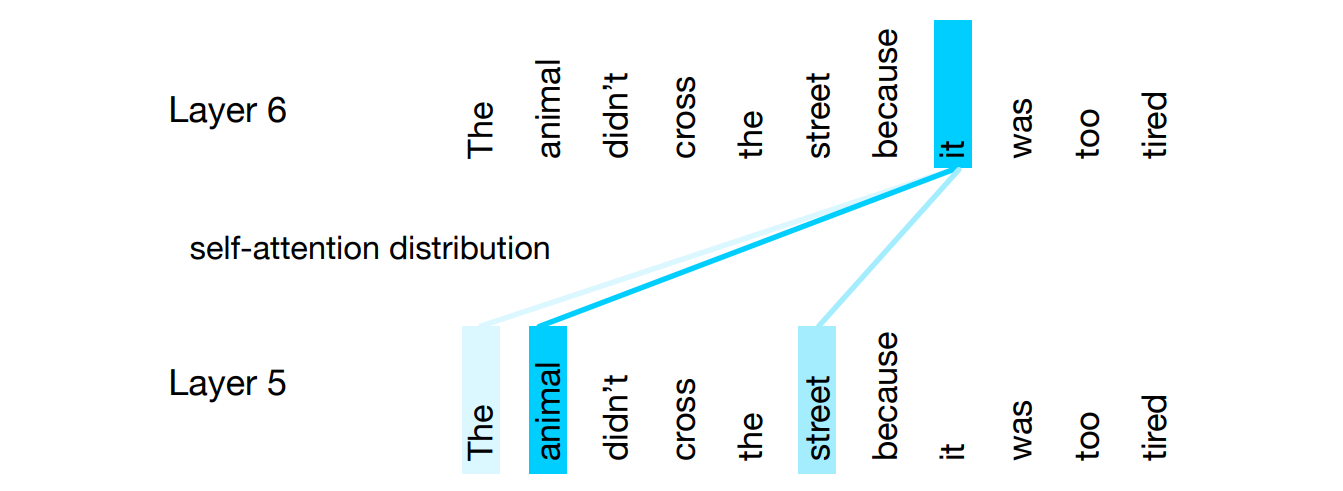 Layer 6 The animal didn't cross the street because it was too tired
self-attention distribution
Layer 5 The animal didn't cross the street because it was too tired